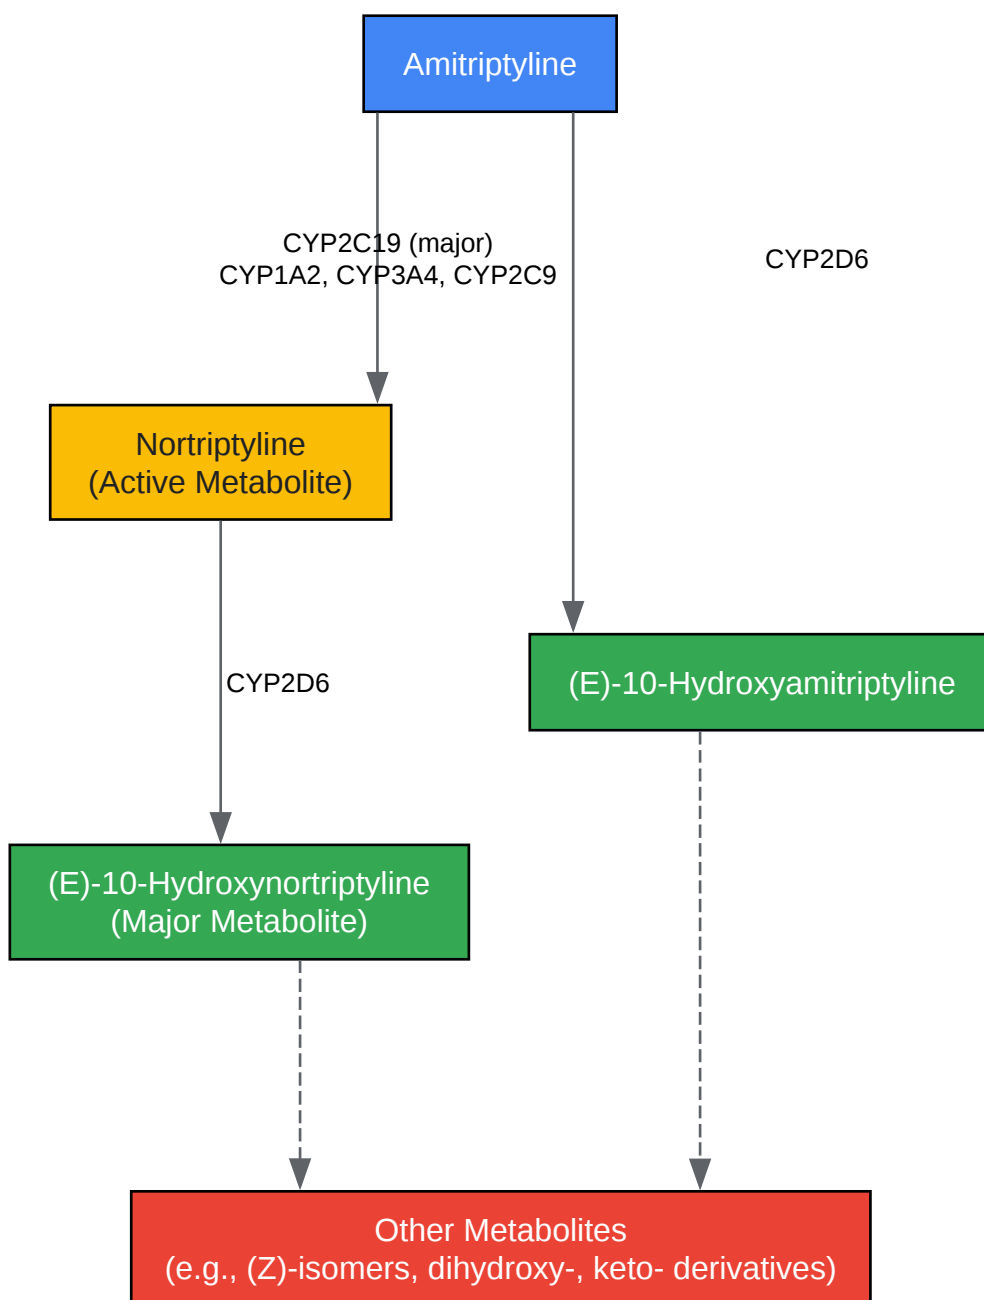 Amitriptyline
CYP2C19 (major)
CYP1A2, CYP3A4, CYP2C9
CYP2D6
Nortriptyline
(Active Metabolite)
CYP2D6
(E)-10-Hydroxyamitriptyline
(E)-10-Hydroxynortriptyline
(Major Metabolite)
Other Metabolites
(e.g., (Z)-isomers, dihydroxy-, keto- derivatives)